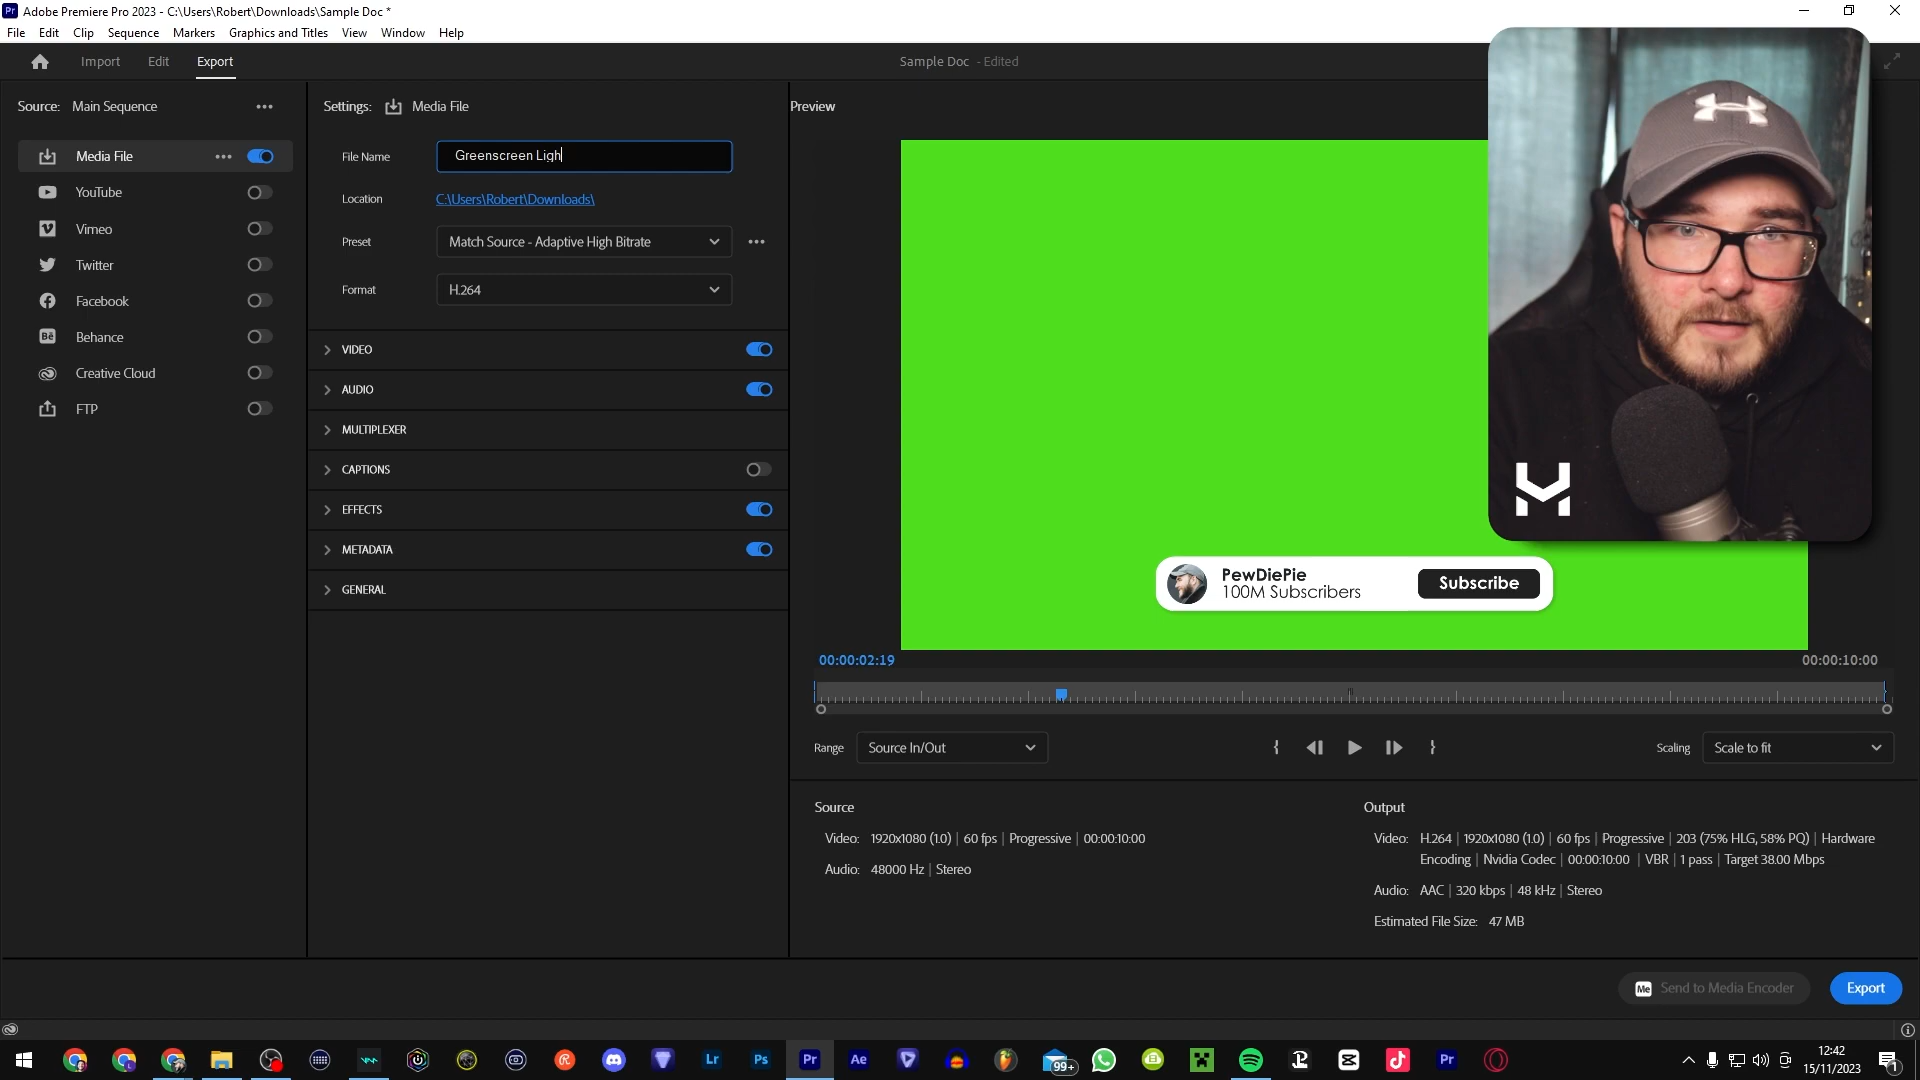 Adobe Premiere Pro 2023 - C:\Users\Robert\Downloads\Sample Doc *
File Edit Clip Sequence Markers Graphics and Titles View Window Help
Import Edit Export
Sample Doc - Edited
Source: Main Sequence
Media File
YouTube
Vimeo
Twitter
Facebook
Behance
Creative Cloud
FTP
Settings: Media File
File Name Greenscreen Ligh
Location C:\Users\Robert\Downloads\
Preset Match Source - Adaptive High Bitrate
Format H.264
VIDEO
AUDIO
MULTIPLEXER
CAPTIONS
EFFECTS
METADATA
GENERAL
Preview
PewDiePie
100M Subscribers
Subscribe
00:00:02:19
00:00:10:00
Range Source In/Out
Scaling Scale to fit
Source
Video: 1920x1080 (1.0) | 60 fps | Progressive | 00:00:10:00
Audio: 48000 Hz | Stereo
Output
Video: H.264 | 1920x1080 (1.0) | 60 fps | Progressive | 203 (75% HLG, 58% PQ) | Hardware
Encoding | Nvidia Codec | 00:00:10:00 | VBR | 1 pass | Target 38.00 Mbps
Audio: AAC | 320 kbps | 48 kHz | Stereo
Estimated File Size: 47 MB
Me Send to Media Encoder
Export
Lr Ps Pr Ae 99+ Pr
12:42
15/11/2023
1